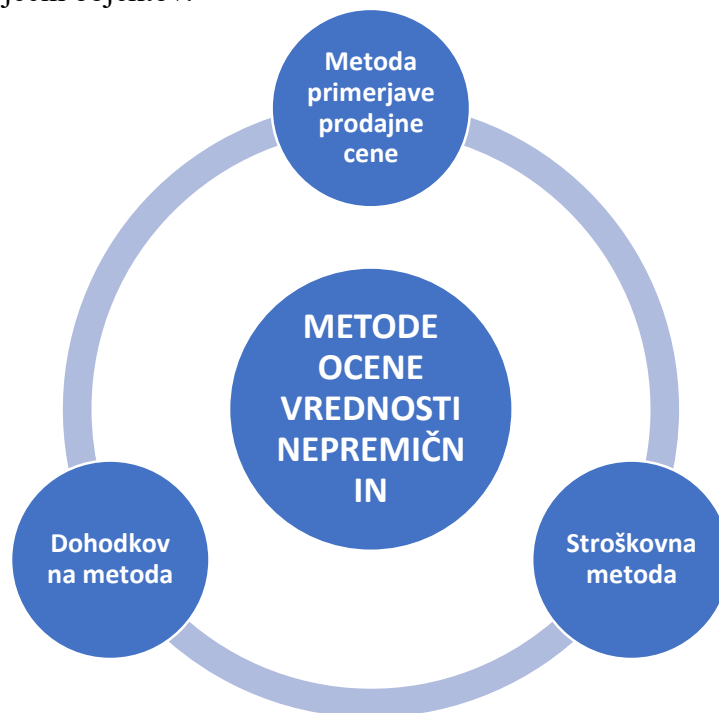 Metoda
primerjave
prodajne
cene
METODE
OCENE
VREDNOSTI
NEPREMIČN
IN
Dohodkov
na metoda
Stroškovna
metoda